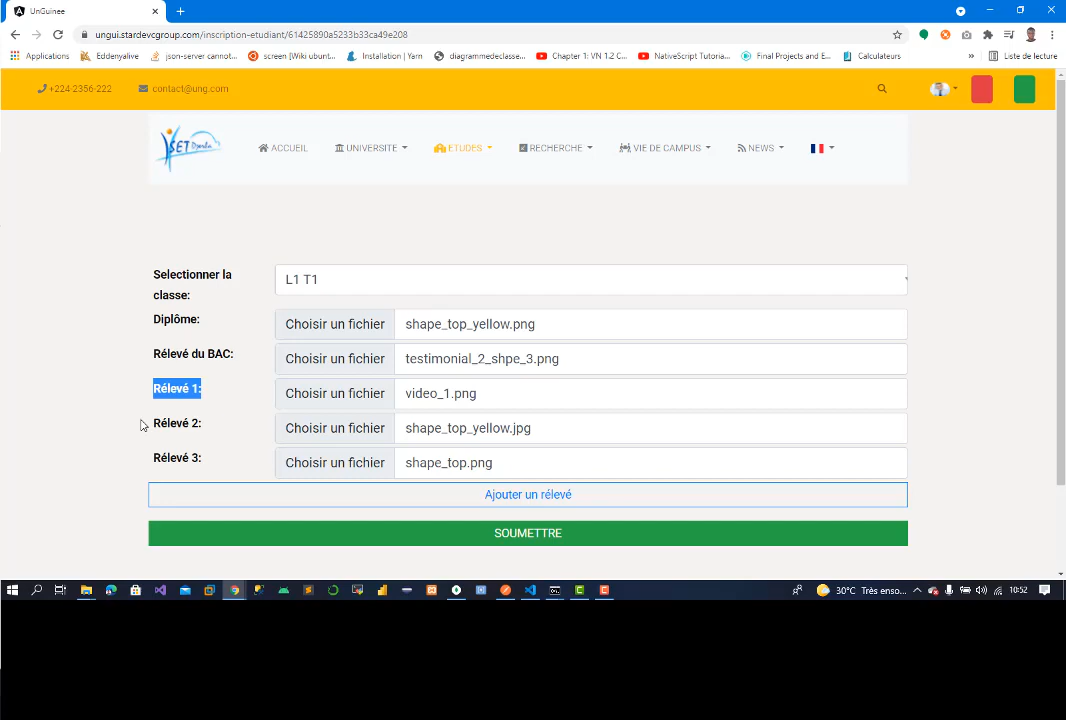 UnGuinee
ungui.stardevcgroup.com/inscription-etudiant/61425890a5233b33ca49e208
Applications Eddenyalive json-server cannot... screen [Wiki ubunt... Installation | Yarn diagrammedeclasse... Chapter 1: VN 1.2 C... NativeScript Tutoria... Final Projects and E... Calculateurs » Liste de lecture
+224-2356-222 contact@ung.com
SET Djerba
ACCUEIL UNIVERSITE ETUDES RECHERCHE VIE DE CAMPUS NEWS
Selectionner la
classe:
L1 T1
Diplôme: Choisir un fichier shape_top_yellow.png
Rélevé du BAC: Choisir un fichier testimonial_2_shpe_3.png
Rélevé 1: Choisir un fichier video_1.png
Rélevé 2: Choisir un fichier shape_top_yellow.jpg
Rélevé 3: Choisir un fichier shape_top.png
Ajouter un rélevé
SOUMETTRE
30°C Très enso... 10:52